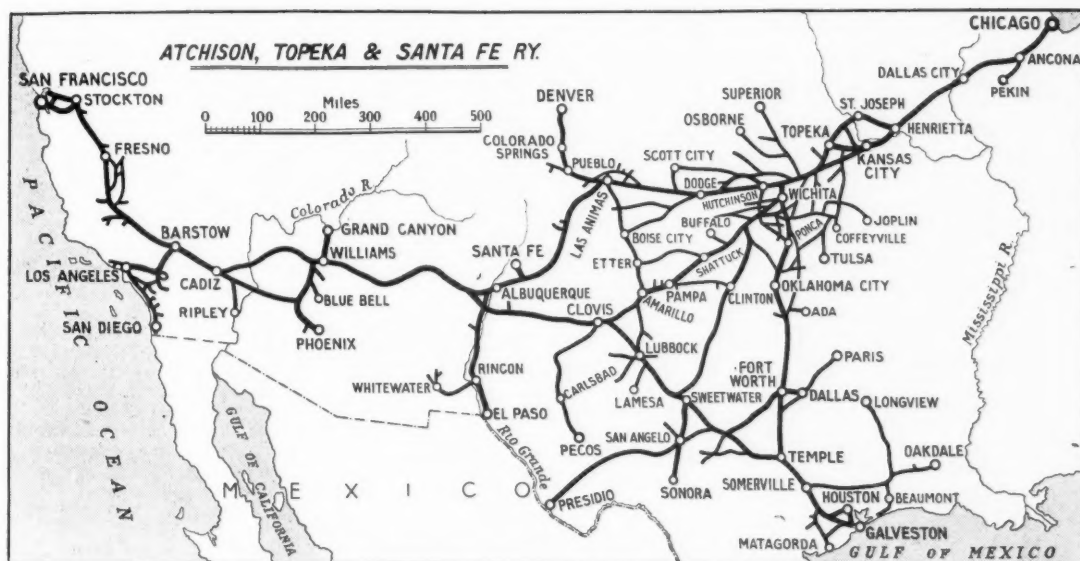 ATCHISON, TOPEKA & SANTA FE RY.
Miles
0 100 200 300 500
CHICAGO
ANCONA
DALLAS CITY
PEKIN
SAN FRANCISCO
STOCKTON
DENVER
SUPERIOR
ST. JOSEPH
OSBORNE
TOPEKA
HENRIETTA
COLORADO
SPRINGS
KANSAS
CITY
FRESNO
PUEBLO
SCOTT CITY
DODGE
HUTCHINSON
WICHITA
LAS ANIMAS
Colorado R.
GRAND CANYON
BUFFALO
PONCA
JOPLIN
COFFEYVILLE
BARSTOW
WILLIAMS
SANTA FE
BOISE CITY
TULSA
Mississippi R.
LOS ANGELES
CADIZ
ETTER
SHATTUCK
OKLAHOMA CITY
BLUE BELL
ALBUQUERQUE
AMARILLO
PAMPA
CLINTON
RIPLEY
CLOVIS
ADA
SAN DIEGO
PHOENIX
LUBBOCK
PARIS
RINCON
CARLSBAD
FORT
WORTH
WHITEWATER
LAMESA
SWEETWATER
DALLAS
LONGVIEW
EL PASO
SAN ANGELO
PECOS
TEMPLE
OAKDALE
Rio Grande
SONORA
SOMERVILLE
HOUSTON
BEAUMONT
PRESIDIO
GALVESTON
MATAGORDA
PACIFIC OCEAN
GULF OF CALIFORNIA
MEXICO
GULF OF MEXICO